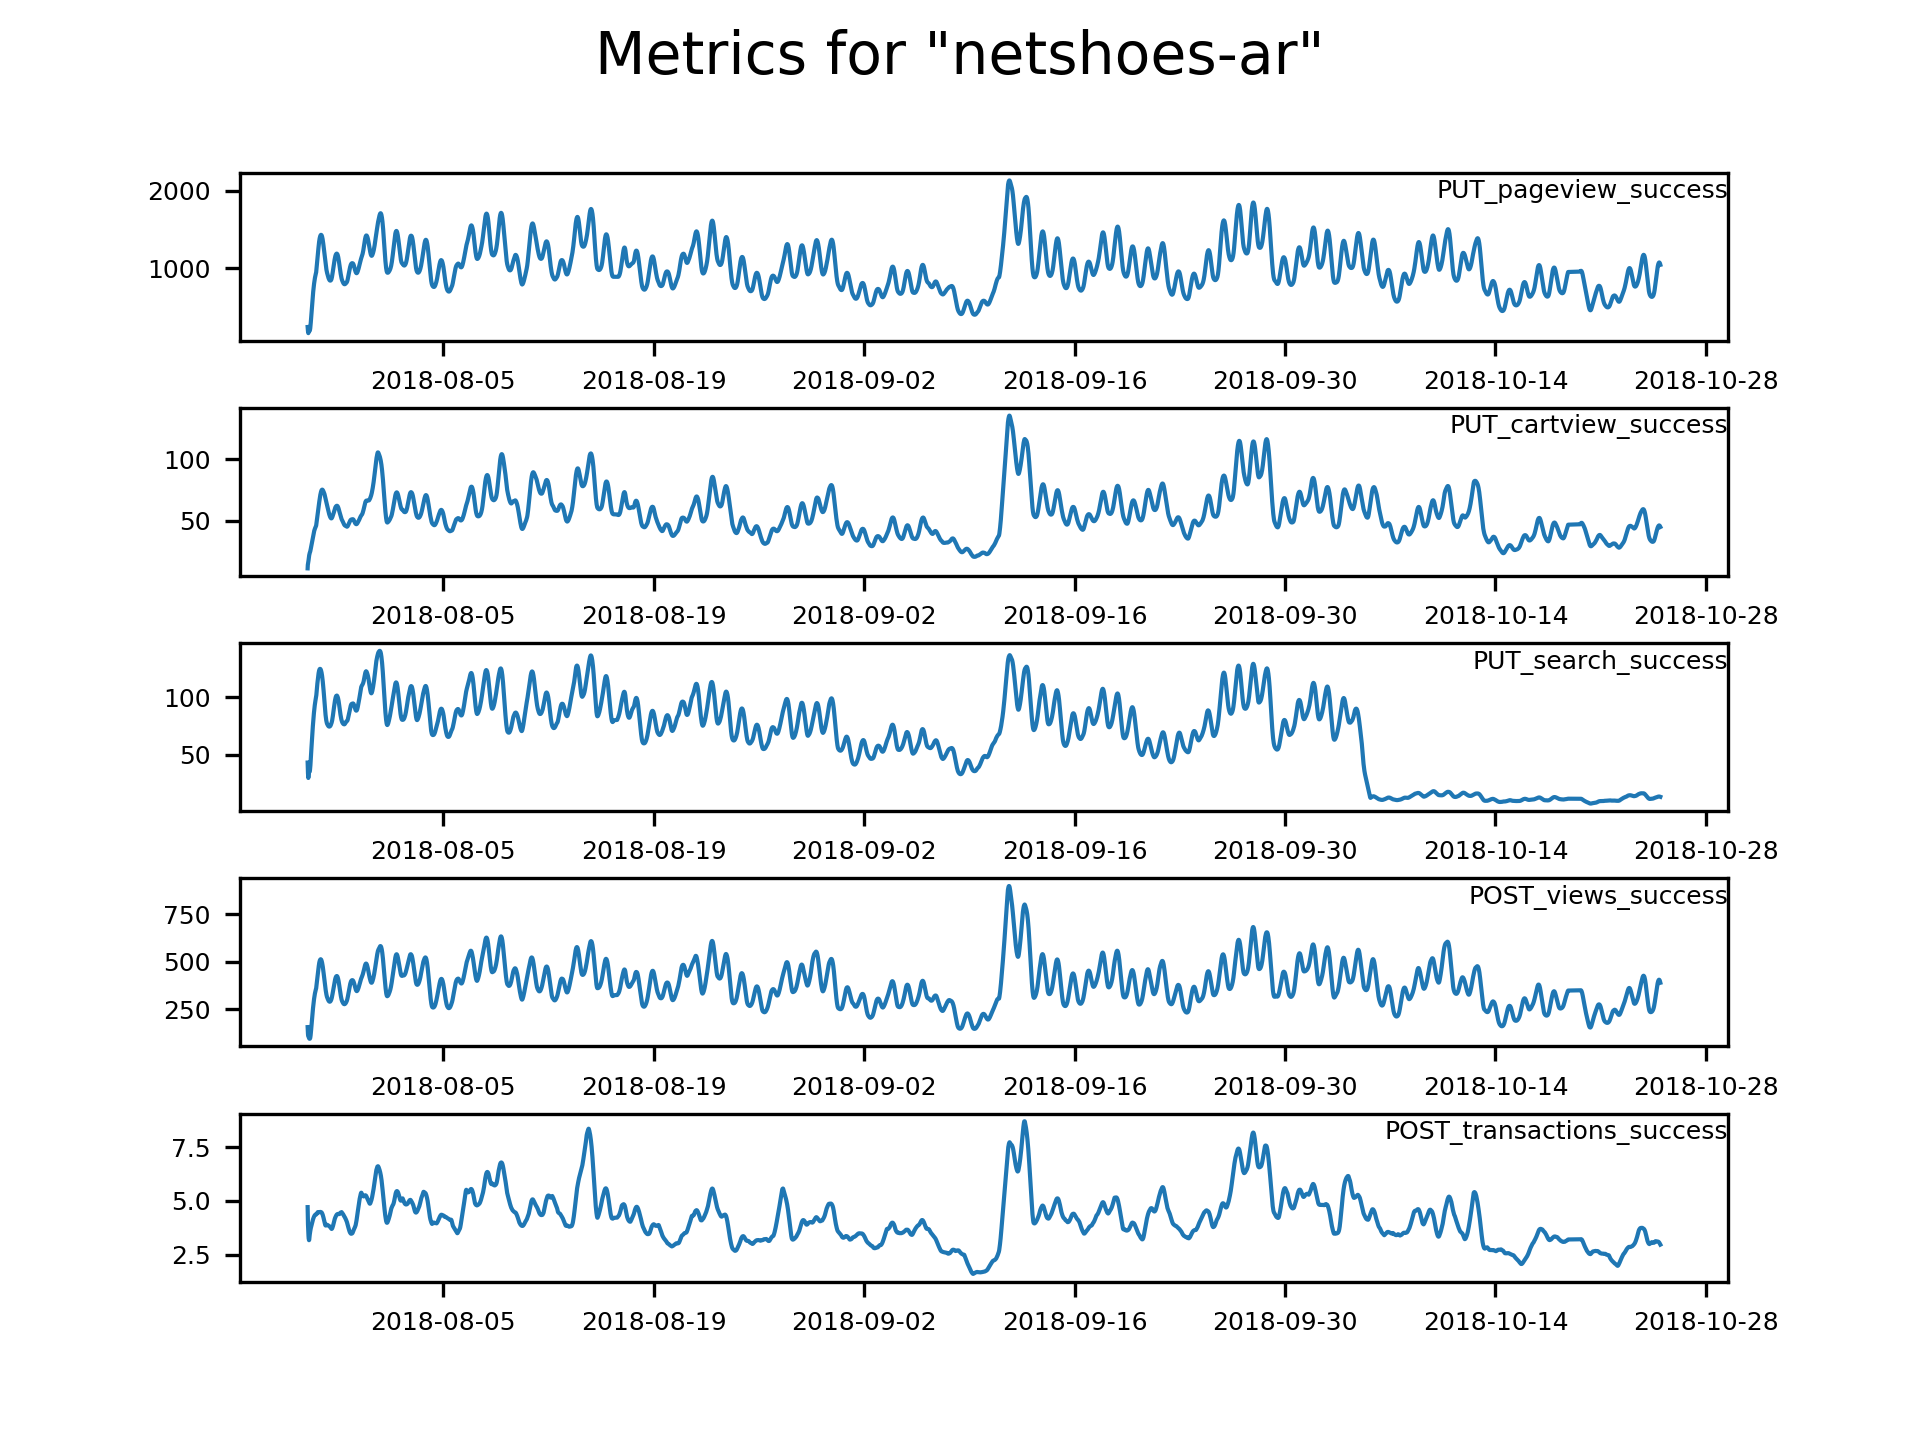 Metrics for "netshoes-ar"
PUT_pageview_success
2000
1000
2018-08-05 2018-08-19 2018-09-02 2018-09-16 2018-09-30 2018-10-14 2018-10-28
PUT_cartview_success
100
50
2018-08-05 2018-08-19 2018-09-02 2018-09-16 2018-09-30 2018-10-14 2018-10-28
PUT_search_success
100
50
2018-08-05 2018-08-19 2018-09-02 2018-09-16 2018-09-30 2018-10-14 2018-10-28
POST_views_success
750
500
250
2018-08-05 2018-08-19 2018-09-02 2018-09-16 2018-09-30 2018-10-14 2018-10-28
POST_transactions_success
7.5
5.0
2.5
2018-08-05 2018-08-19 2018-09-02 2018-09-16 2018-09-30 2018-10-14 2018-10-28